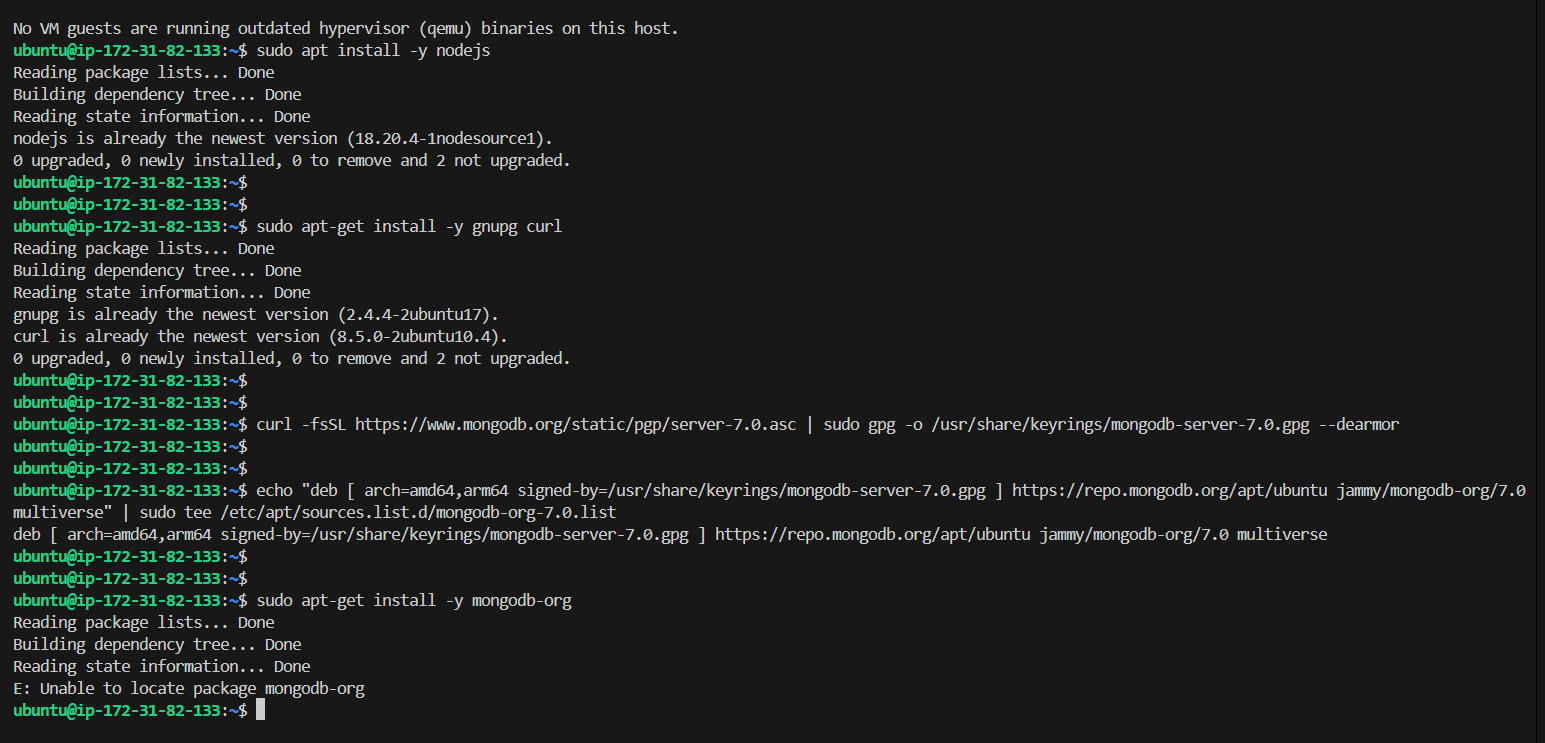 No VM guests are running outdated hypervisor (qemu) binaries on this host.
ubuntu@ip-172-31-82-133:~$ sudo apt install -y nodejs
Reading package lists... Done
Building dependency tree... Done
Reading state information... Done
nodejs is already the newest version (18.20.4-1nodesource1).
0 upgraded, 0 newly installed, 0 to remove and 2 not upgraded.
ubuntu@ip-172-31-82-133:~$
ubuntu@ip-172-31-82-133:~$
ubuntu@ip-172-31-82-133:~$ sudo apt-get install -y gnupg curl
Reading package lists... Done
Building dependency tree... Done
Reading state information... Done
gnupg is already the newest version (2.4.4-2ubuntu17).
curl is already the newest version (8.5.0-2ubuntu10.4).
0 upgraded, 0 newly installed, 0 to remove and 2 not upgraded.
ubuntu@ip-172-31-82-133:~$
ubuntu@ip-172-31-82-133:~$
ubuntu@ip-172-31-82-133:~$ curl -fsSL https://www.mongodb.org/static/pgp/server-7.0.asc | sudo gpg -o /usr/share/keyrings/mongodb-server-7.0.gpg --dearmor
ubuntu@ip-172-31-82-133:~$
ubuntu@ip-172-31-82-133:~$
ubuntu@ip-172-31-82-133:~$ echo "deb [ arch=amd64,arm64 signed-by=/usr/share/keyrings/mongodb-server-7.0.gpg ] https://repo.mongodb.org/apt/ubuntu jammy/mongodb-org/7.0
multiverse" | sudo tee /etc/apt/sources.list.d/mongodb-org-7.0.list
deb [ arch=amd64,arm64 signed-by=/usr/share/keyrings/mongodb-server-7.0.gpg ] https://repo.mongodb.org/apt/ubuntu jammy/mongodb-org/7.0 multiverse
ubuntu@ip-172-31-82-133:~$
ubuntu@ip-172-31-82-133:~$
ubuntu@ip-172-31-82-133:~$ sudo apt-get install -y mongodb-org
Reading package lists... Done
Building dependency tree... Done
Reading state information... Done
E: Unable to locate package mongodb-org
ubuntu@ip-172-31-82-133:~$